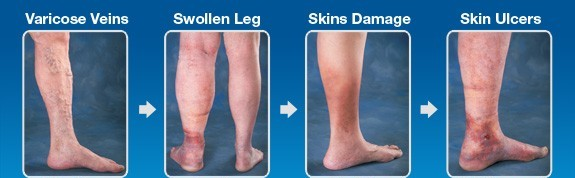 Varicose Veins
Swollen Leg
Skins Damage
Skin Ulcers